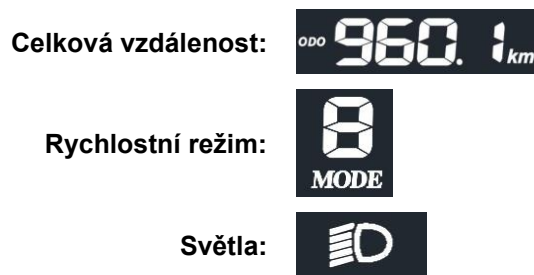 Celková vzdálenost: ODO 960.1 km
Rychlostní režim: 8
MODE
Světla: